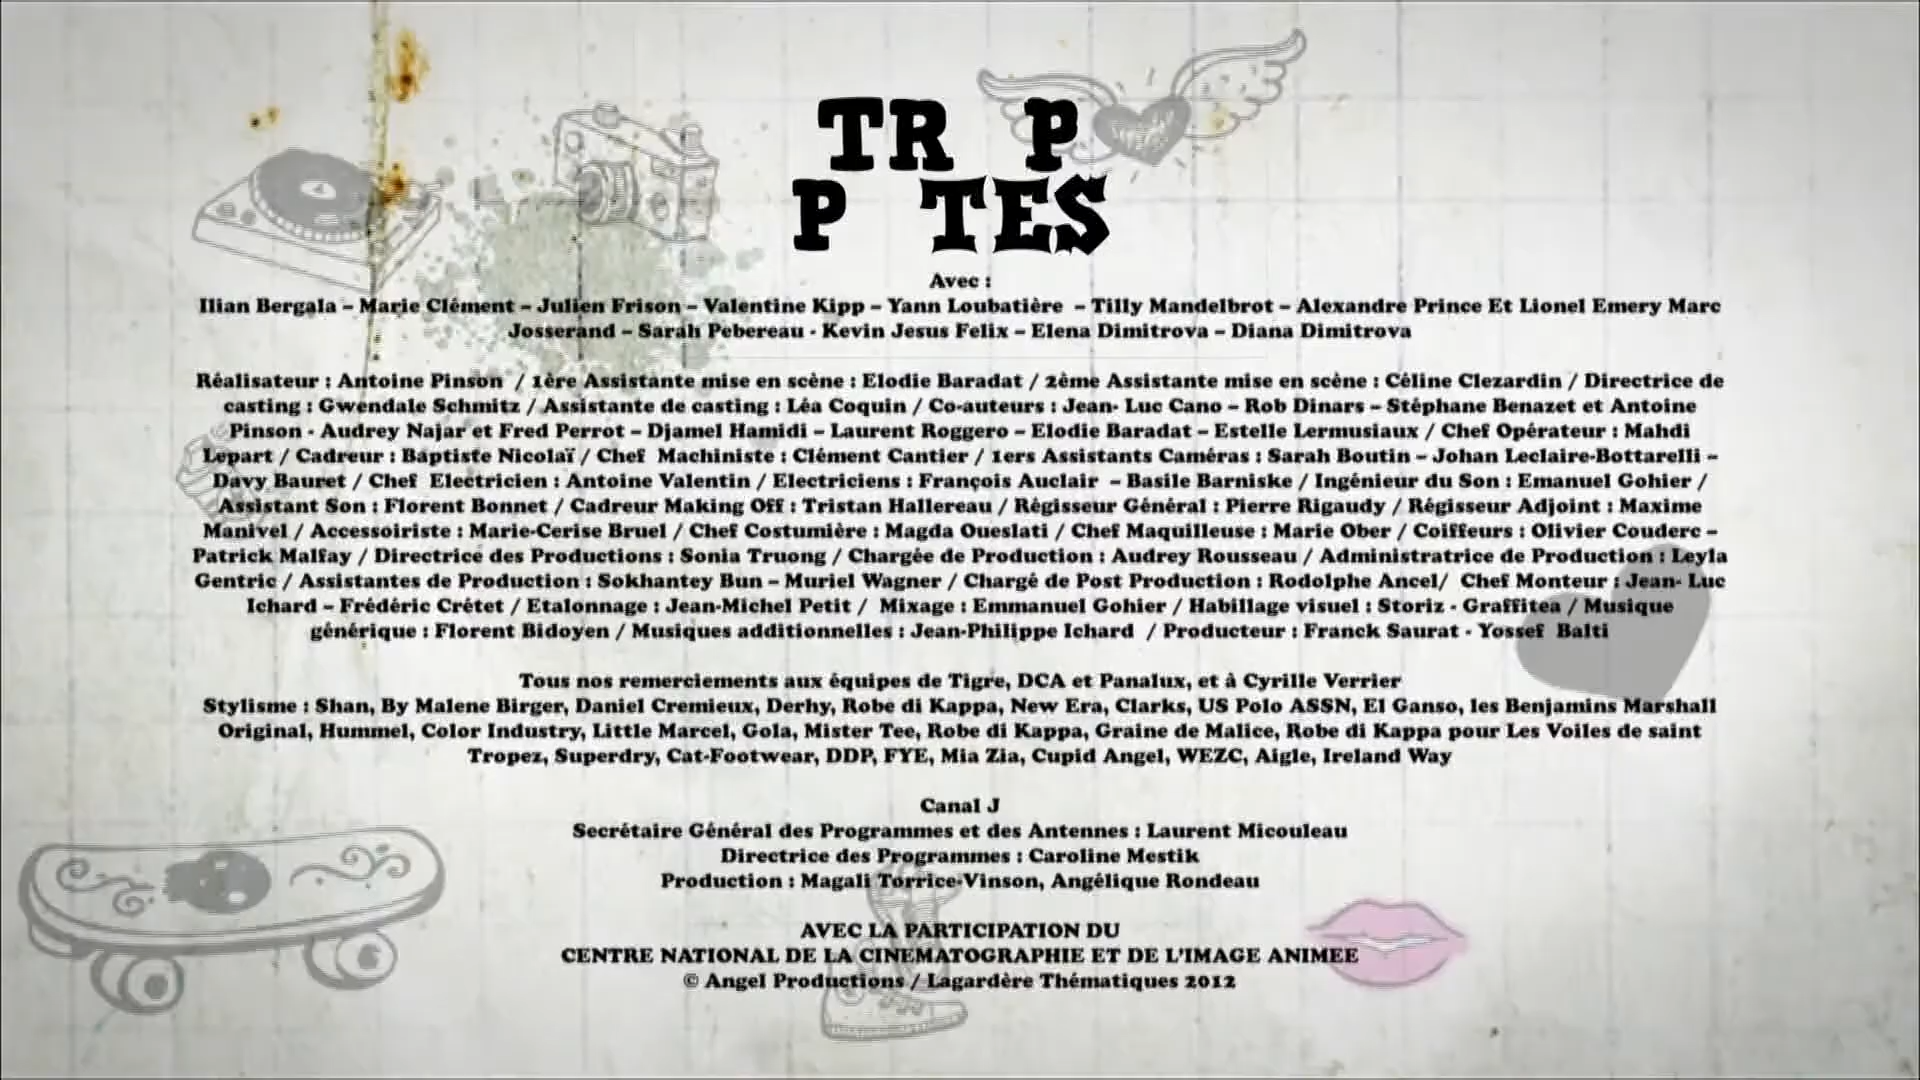 TR P
P TES
Avec :
Ilian Bergala – Marie Clément – Julien Frison – Valentine Kipp – Yann Loubatière – Tilly Mandelbrot – Alexandre Prince Et Lionel Emery Marc
Josserand – Sarah Pebereau - Kevin Jesus Felix – Elena Dimitrova – Diana Dimitrova
Réalisateur : Antoine Pinson / 1ère Assistante mise en scène : Elodie Baradat / 2ème Assistante mise en scène : Céline Clezardin / Directrice de
casting : Gwendale Schmitz / Assistante de casting : Léa Coquin / Co-auteurs : Jean- Luc Cano – Rob Dinars – Stéphane Benazet et Antoine
Pinson - Audrey Najar et Fred Perrot – Djamel Hamidi – Laurent Roggero – Elodie Baradat – Estelle Lermusiaux / Chef Opérateur : Mahdi
Lepart / Cadreur : Baptiste Nicolaï / Chef Machiniste : Clément Cantier / 1ers Assistants Caméras : Sarah Boutin – Johan Leclaire-Bottarelli –
Davy Bauret / Chef Electricien : Antoine Valentin / Electriciens : François Auclair – Basile Barniske / Ingénieur du Son : Emanuel Gohier /
Assistant Son : Florent Bonnet / Cadreur Making Off : Tristan Hallereau / Régisseur Général : Pierre Rigaudy / Régisseur Adjoint : Maxime
Manivel / Accessoiriste : Marie-Cerise Bruel / Chef Costumière : Magda Oueslati / Chef Maquilleuse : Marie Ober / Coiffeurs : Olivier Couderc –
Patrick Malfay / Directrice des Productions : Sonia Truong / Chargée de Production : Audrey Rousseau / Administratrice de Production : Leyla
Gentric / Assistantes de Production : Sokhantey Bun – Muriel Wagner / Chargé de Post Production : Rodolphe Ancel/ Chef Monteur : Jean- Luc
Ichard – Frédéric Crétet / Etalonnage : Jean-Michel Petit / Mixage : Emmanuel Gohier / Habillage visuel : Storiz - Graffitea / Musique
générique : Florent Bidoyen / Musiques additionnelles : Jean-Philippe Ichard / Producteur : Franck Saurat - Yossef Balti
Tous nos remerciements aux équipes de Tigre, DCA et Panalux, et à Cyrille Verrier
Stylisme : Shan, By Malene Birger, Daniel Cremieux, Derhy, Robe di Kappa, New Era, Clarks, US Polo ASSN, El Ganso, les Benjamins Marshall
Original, Hummel, Color Industry, Little Marcel, Gola, Mister Tee, Robe di Kappa, Graine de Malice, Robe di Kappa pour Les Voiles de saint
Tropez, Superdry, Cat-Footwear, DDP, FYE, Mia Zia, Cupid Angel, WEZC, Aigle, Ireland Way
Canal J
Secrétaire Général des Programmes et des Antennes : Laurent Micouleau
Directrice des Programmes : Caroline Mestik
Production : Magali Torrice-Vinson, Angélique Rondeau
AVEC LA PARTICIPATION DU
CENTRE NATIONAL DE LA CINEMATOGRAPHIE ET DE L'IMAGE ANIMEE
© Angel Productions / Lagardère Thématiques 2012